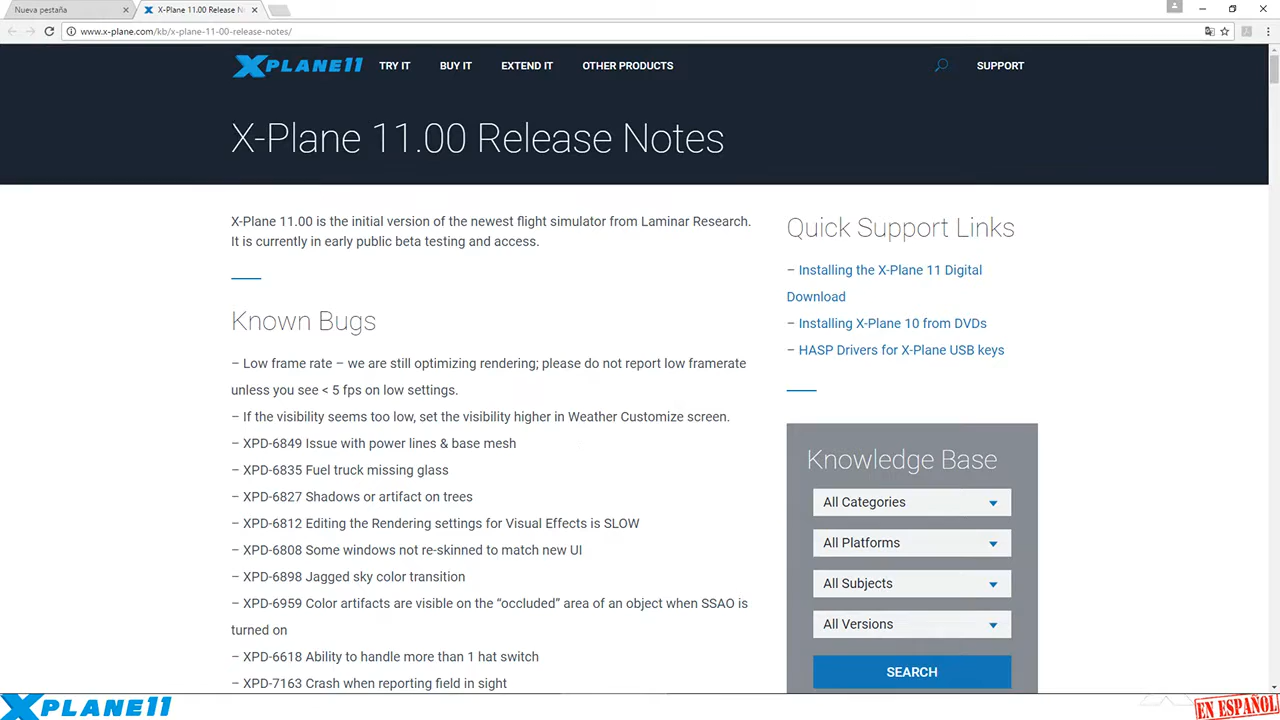 Nueva pestaña
X-Plane 11.00 Release N
www.x-plane.com/kb/x-plane-11-00-release-notes/
XPLANE11 TRY IT BUY IT EXTEND IT OTHER PRODUCTS SUPPORT
X-Plane 11.00 Release Notes
X-Plane 11.00 is the initial version of the newest flight simulator from Laminar Research.
It is currently in early public beta testing and access.
Known Bugs
– Low frame rate – we are still optimizing rendering; please do not report low framerate
unless you see < 5 fps on low settings.
– If the visibility seems too low, set the visibility higher in Weather Customize screen.
– XPD-6849 Issue with power lines & base mesh
– XPD-6835 Fuel truck missing glass
– XPD-6827 Shadows or artifact on trees
– XPD-6812 Editing the Rendering settings for Visual Effects is SLOW
– XPD-6808 Some windows not re-skinned to match new UI
– XPD-6898 Jagged sky color transition
– XPD-6959 Color artifacts are visible on the “occluded” area of an object when SSAO is
turned on
– XPD-6618 Ability to handle more than 1 hat switch
– XPD-7163 Crash when reporting field in sight
Quick Support Links
– Installing the X-Plane 11 Digital
Download
– Installing X-Plane 10 from DVDs
– HASP Drivers for X-Plane USB keys
Knowledge Base
All Categories
All Platforms
All Subjects
All Versions
SEARCH
XPLANE11
EN ESPAÑOL